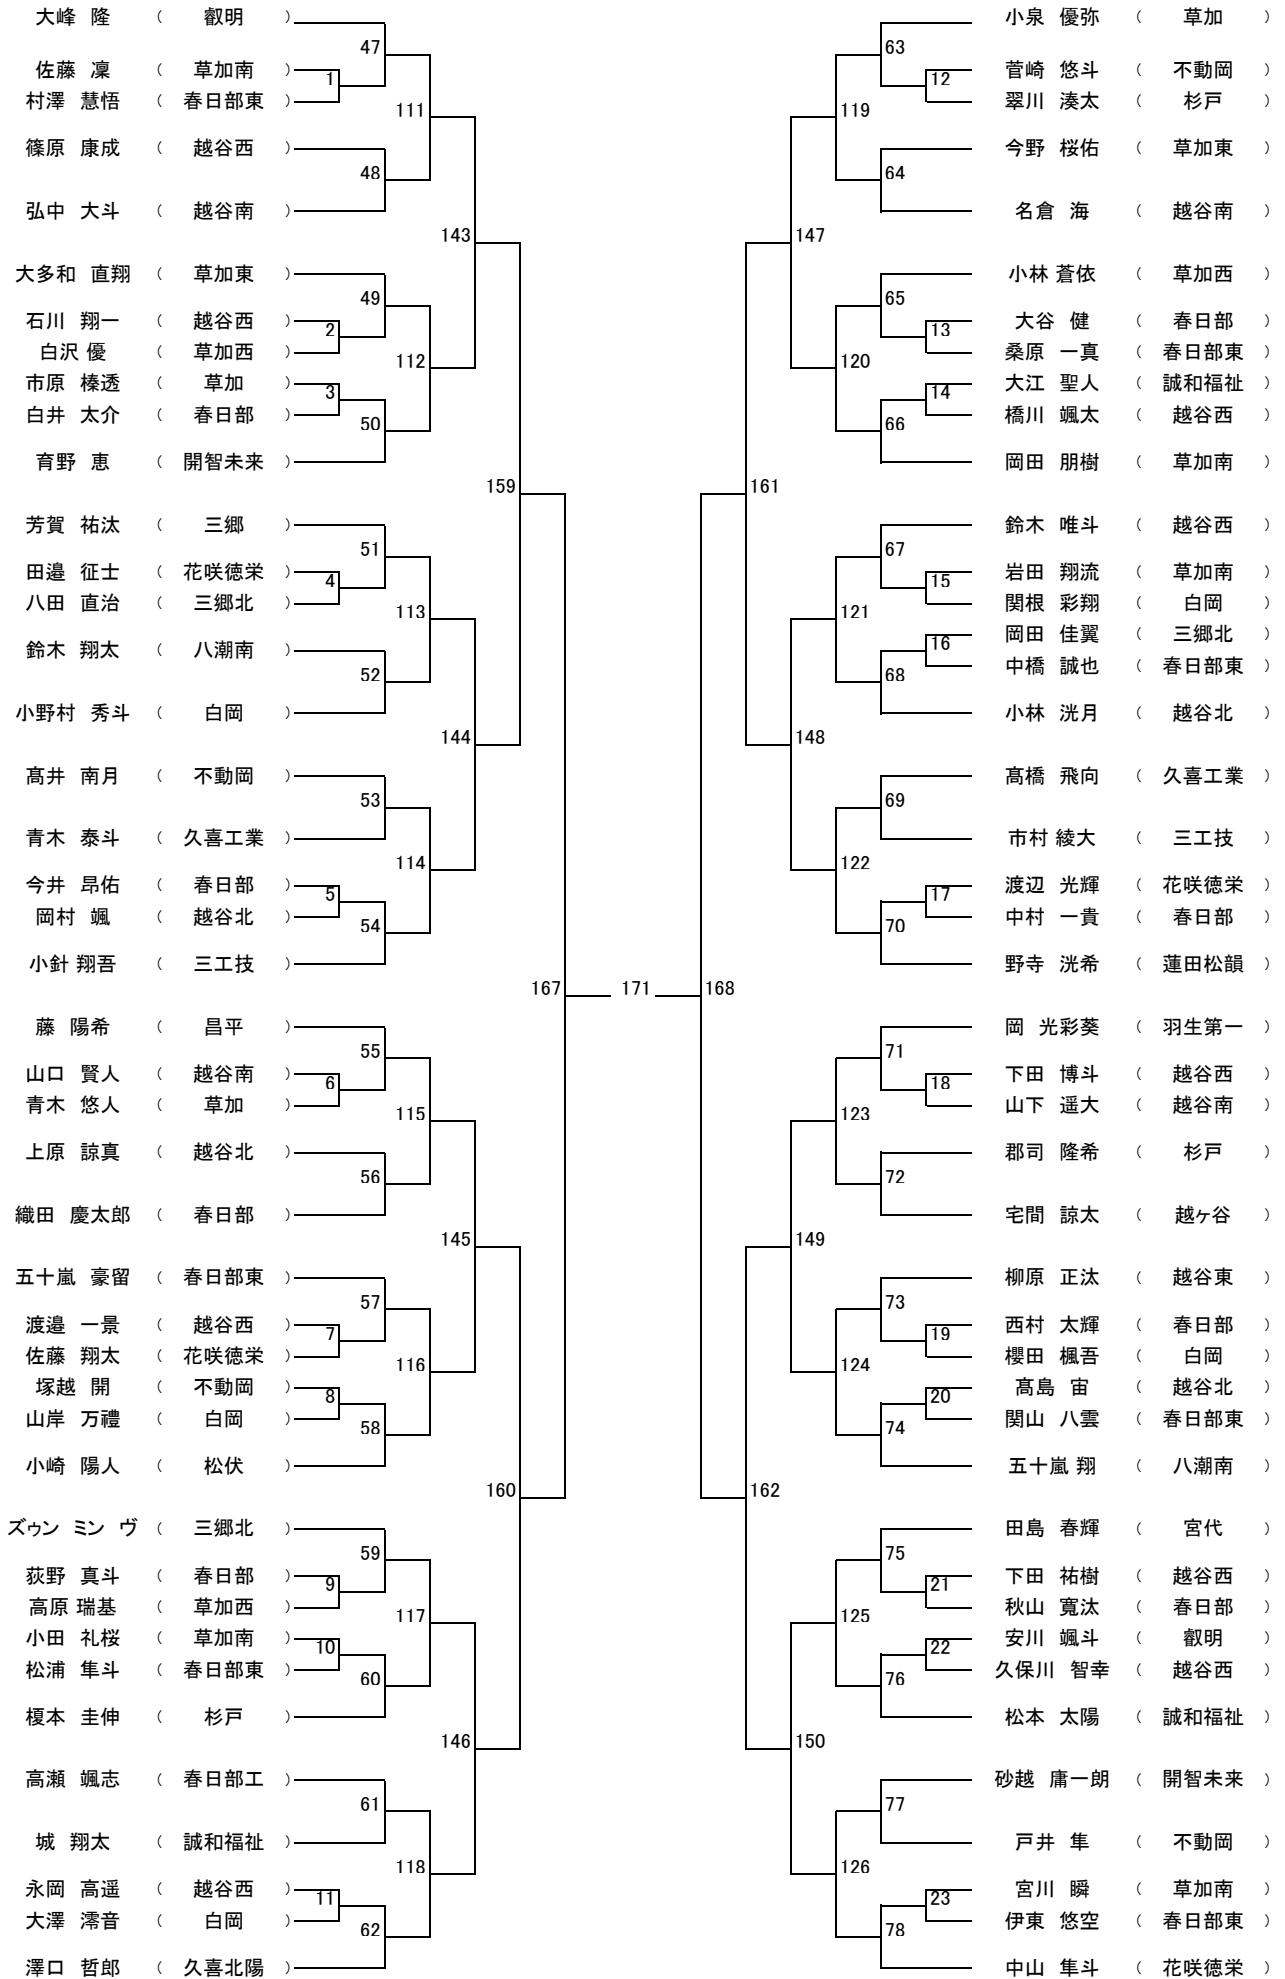 大峰 隆 （ 叡明 ）
47
佐藤 凜 （ 草加南 ）
1
村澤 慧悟 （ 春日部東 ）
111
篠原 康成 （ 越谷西 ）
48
弘中 大斗 （ 越谷南 ）
143
大多和 直翔 （ 草加東 ）
49
石川 翔一 （ 越谷西 ）
2
白沢 優 （ 草加西 ）
112
市原 榛透 （ 草加 ）
3
白井 太介 （ 春日部 ）
50
育野 恵 （ 開智未来 ）
159
芳賀 祐汰 （ 三郷 ）
51
田邉 征士 （ 花咲徳栄 ）
4
八田 直治 （ 三郷北 ）
113
鈴木 翔太 （ 八潮南 ）
52
小野村 秀斗 （ 白岡 ）
144
髙井 南月 （ 不動岡 ）
53
青木 泰斗 （ 久喜工業 ）
114
今井 昂佑 （ 春日部 ）
5
岡村 颯 （ 越谷北 ）
54
小針 翔吾 （ 三工技 ）
167
藤 陽希 （ 昌平 ）
55
山口 賢人 （ 越谷南 ）
6
青木 悠人 （ 草加 ）
115
上原 諒真 （ 越谷北 ）
56
織田 慶太郎 （ 春日部 ）
145
五十嵐 豪留 （ 春日部東 ）
57
渡邉 一景 （ 越谷西 ）
7
佐藤 翔太 （ 花咲徳栄 ）
116
塚越 開 （ 不動岡 ）
8
山岸 万禮 （ 白岡 ）
58
小崎 陽人 （ 松伏 ）
160
ズゥン ミン ヴ （ 三郷北 ）
59
荻野 真斗 （ 春日部 ）
9
高原 瑞基 （ 草加西 ）
117
小田 礼桜 （ 草加南 ）
10
松浦 隼斗 （ 春日部東 ）
60
榎本 圭伸 （ 杉戸 ）
146
高瀬 颯志 （ 春日部工 ）
61
城 翔太 （ 誠和福祉 ）
118
永岡 高遥 （ 越谷西 ）
11
大澤 澪音 （ 白岡 ）
62
澤口 哲郎 （ 久喜北陽 ）
171
小泉 優弥 （ 草加 ）
63
菅崎 悠斗 （ 不動岡 ）
12
翠川 湊太 （ 杉戸 ）
119
今野 桜佑 （ 草加東 ）
64
名倉 海 （ 越谷南 ）
147
小林 蒼依 （ 草加西 ）
65
大谷 健 （ 春日部 ）
13
桑原 一真 （ 春日部東 ）
120
大江 聖人 （ 誠和福祉 ）
14
橋川 颯太 （ 越谷西 ）
66
岡田 朋樹 （ 草加南 ）
161
鈴木 唯斗 （ 越谷西 ）
67
岩田 翔流 （ 草加南 ）
15
関根 彩翔 （ 白岡 ）
121
岡田 佳翼 （ 三郷北 ）
16
中橋 誠也 （ 春日部東 ）
68
小林 洸月 （ 越谷北 ）
148
髙橋 飛向 （ 久喜工業 ）
69
市村 綾大 （ 三工技 ）
122
渡辺 光輝 （ 花咲徳栄 ）
17
中村 一貴 （ 春日部 ）
70
野寺 洸希 （ 蓮田松韻 ）
168
岡 光彩葵 （ 羽生第一 ）
71
下田 博斗 （ 越谷西 ）
18
山下 遥大 （ 越谷南 ）
123
郡司 隆希 （ 杉戸 ）
72
宅間 諒太 （ 越ヶ谷 ）
149
柳原 正汰 （ 越谷東 ）
73
西村 太輝 （ 春日部 ）
19
櫻田 楓吾 （ 白岡 ）
124
髙島 宙 （ 越谷北 ）
20
関山 八雲 （ 春日部東 ）
74
五十嵐 翔 （ 八潮南 ）
162
田島 春輝 （ 宮代 ）
75
下田 祐樹 （ 越谷西 ）
21
秋山 寛汰 （ 春日部 ）
125
安川 颯斗 （ 叡明 ）
22
久保川 智幸 （ 越谷西 ）
76
松本 太陽 （ 誠和福祉 ）
150
砂越 庸一朗 （ 開智未来 ）
77
戸井 隼 （ 不動岡 ）
126
宮川 瞬 （ 草加南 ）
23
伊東 悠空 （ 春日部東 ）
78
中山 隼斗 （ 花咲徳栄 ）